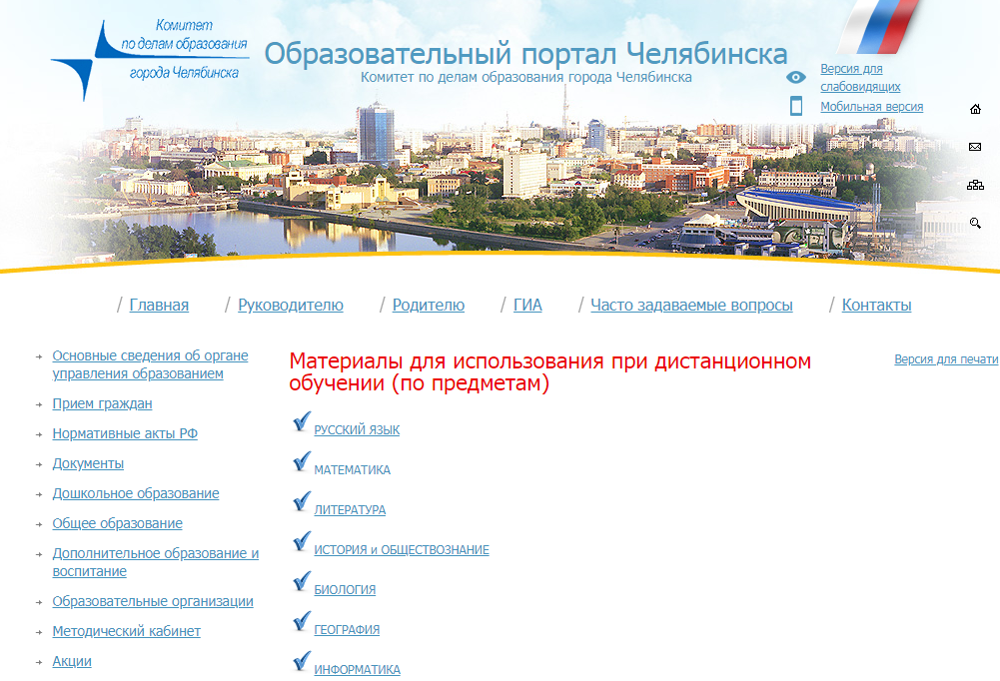 Комитет
по делам образования
города Челябинска
Образовательный портал Челябинска
Комитет по делам образования города Челябинска
Версия для
слабовидящих
Мобильная версия
/ Главная / Руководителю / Родителю / ГИА / Часто задаваемые вопросы / Контакты
Основные сведения об органе
управления образованием
Прием граждан
Нормативные акты РФ
Документы
Дошкольное образование
Общее образование
Дополнительное образование и
воспитание
Образовательные организации
Методический кабинет
Акции
Материалы для использования при дистанционном
обучении (по предметам)
Версия для печати
РУССКИЙ ЯЗЫК
МАТЕМАТИКА
ЛИТЕРАТУРА
ИСТОРИЯ и ОБЩЕСТВОЗНАНИЕ
БИОЛОГИЯ
ГЕОГРАФИЯ
ИНФОРМАТИКА